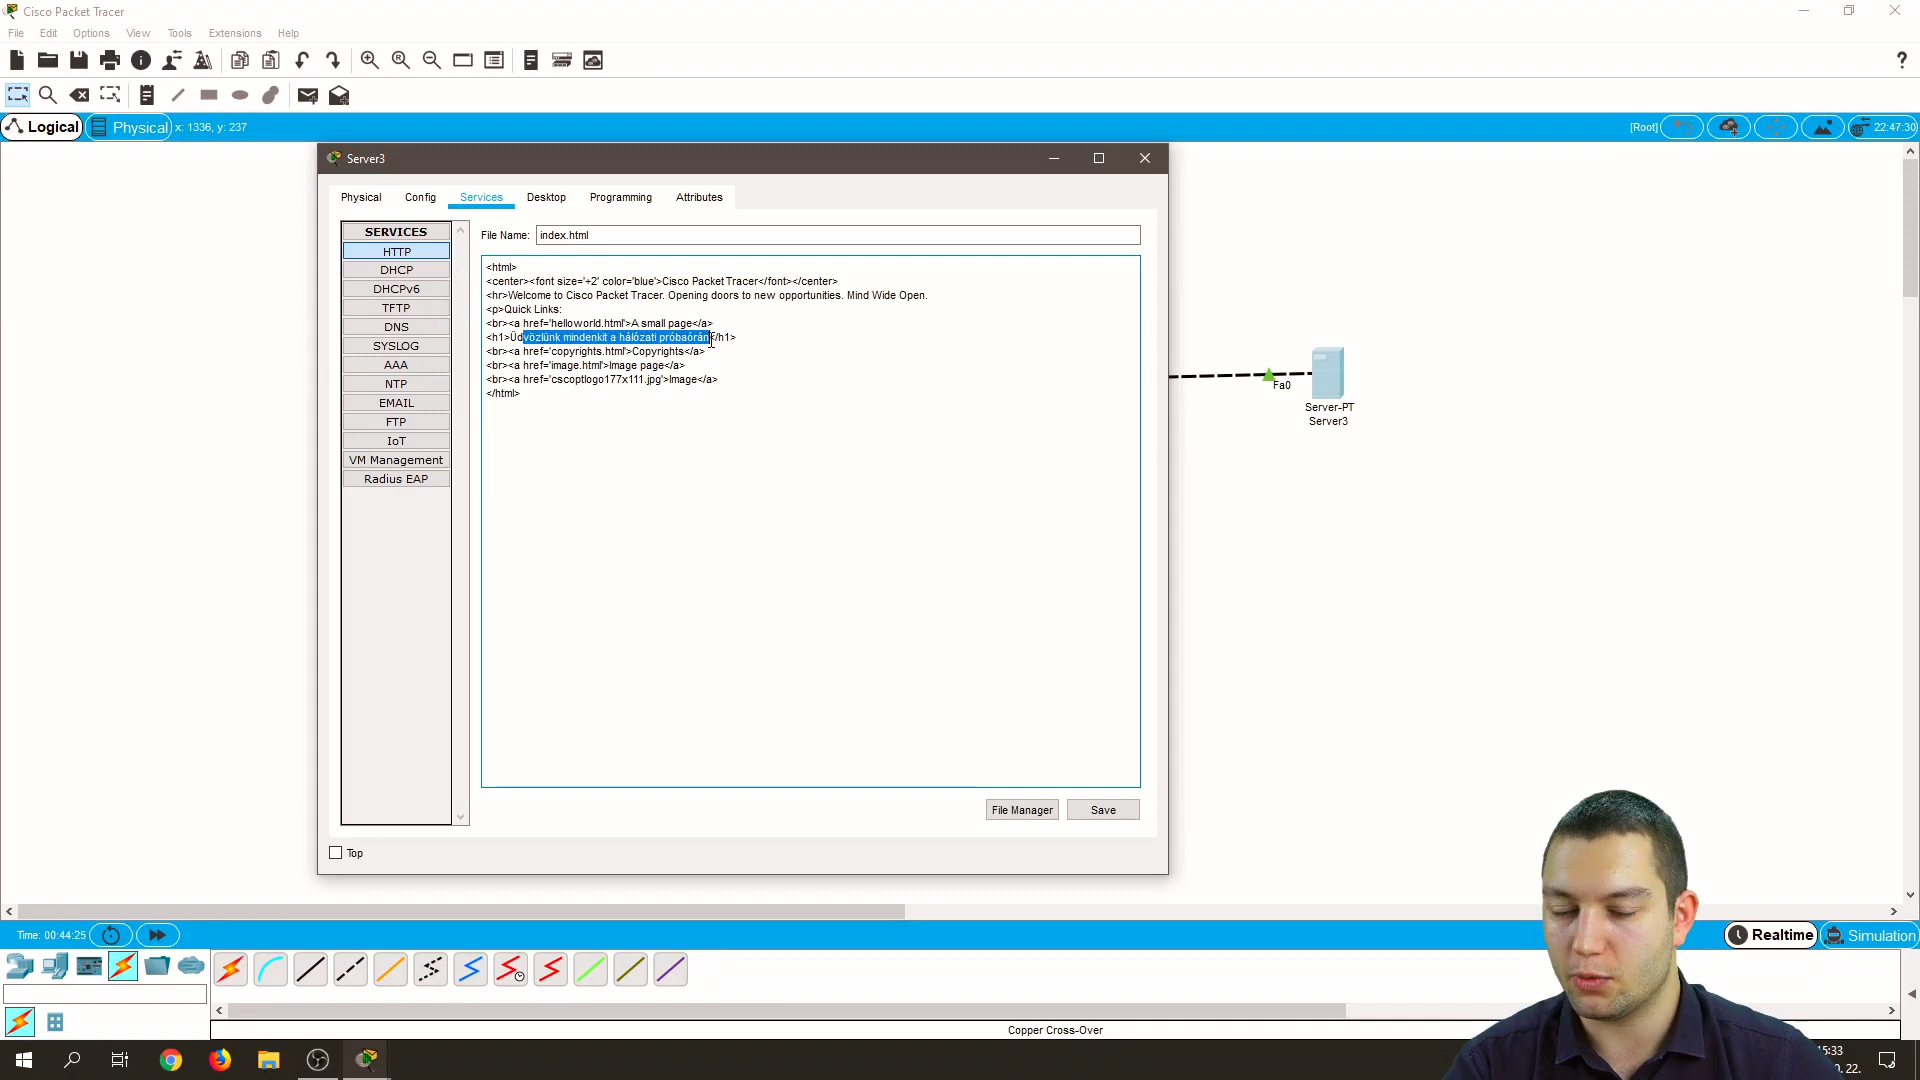 Cisco Packet Tracer
File Edit Options View Tools Extensions Help
?
Logical Physical x: 1336, y: 237 [Root] 22:47:30
Server3
Physical Config Services Desktop Programming Attributes
SERVICES
HTTP
DHCP
DHCPv6
TFTP
DNS
SYSLOG
AAA
NTP
EMAIL
FTP
IoT
VM Management
Radius EAP
File Name: index.html
<html>
<center><font size='+2' color='blue'>Cisco Packet Tracer</font></center>
<hr>Welcome to Cisco Packet Tracer. Opening doors to new opportunities. Mind Wide Open.
<p>Quick Links:
<br><a href='helloworld.html'>A small page</a>
<h1>Üdvözlünk mindenkit a hálózati próbaórán</h1>
<br><a href='copyrights.html'>Copyrights</a>
<br><a href='image.html'>Image page</a>
<br><a href='cscoptlogo177x111.jpg'>Image</a>
</html>
File Manager Save
Top
Fa0
Server-PT
Server3
Time: 00:44:25
Realtime Simulation
Copper Cross-Over
5:33
22.